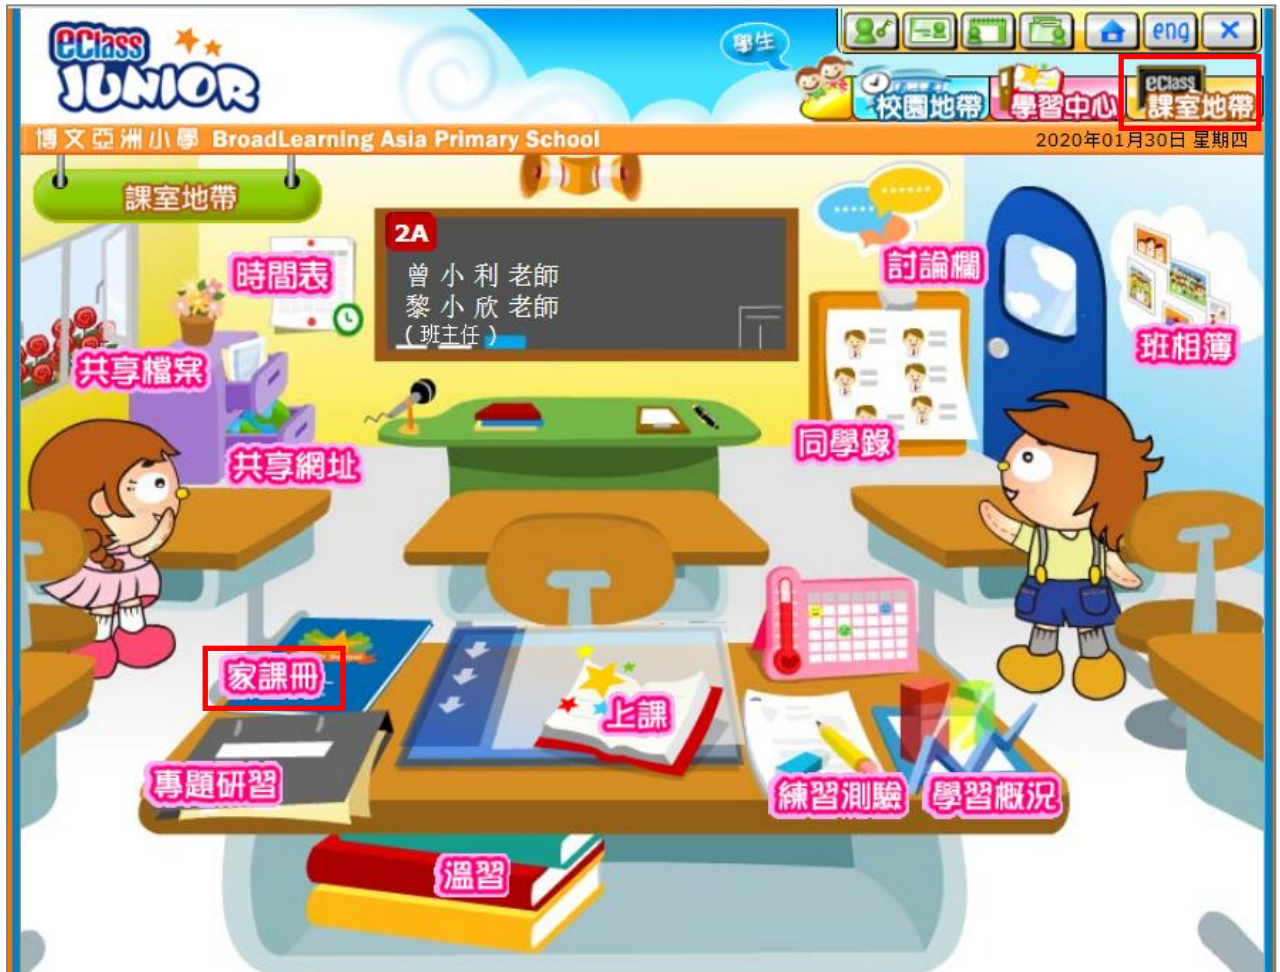 eClass
JUNIOR
學生
eng
校園地帶
學習中心
eClass
課室地帶
博文亞洲小學 BroadLearning Asia Primary School
2020年01月30日 星期四
課室地帶
2A
曾 小 利 老師
黎 小 欣 老師
( 班主任 )
時間表
討論欄
班相簿
共享檔案
共享網址
同學錄
家課冊
上課
專題研習
練習測驗
學習概況
溫習